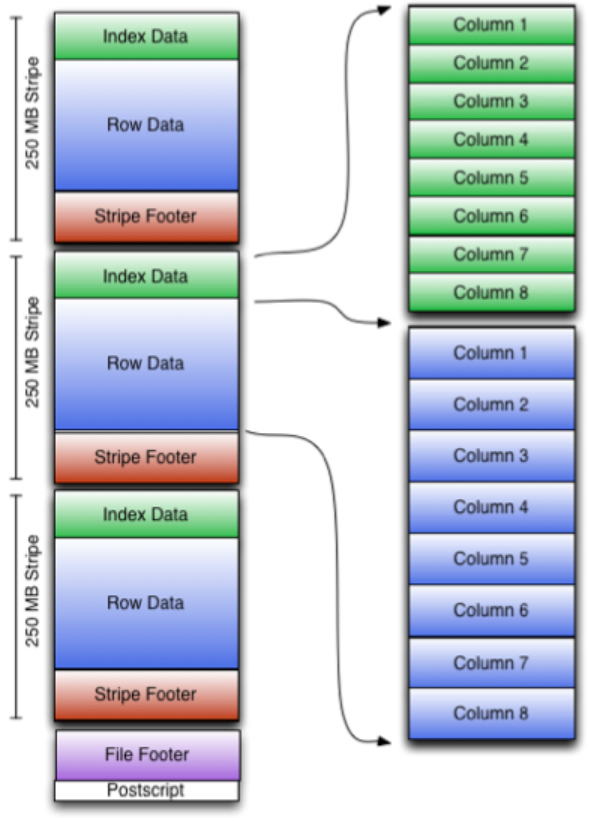 250 MB Stripe
Index Data
Row Data
Stripe Footer
250 MB Stripe
Index Data
Row Data
Stripe Footer
250 MB Stripe
Index Data
Row Data
Stripe Footer
File Footer
Postscript
Column 1
Column 2
Column 3
Column 4
Column 5
Column 6
Column 7
Column 8
Column 1
Column 2
Column 3
Column 4
Column 5
Column 6
Column 7
Column 8